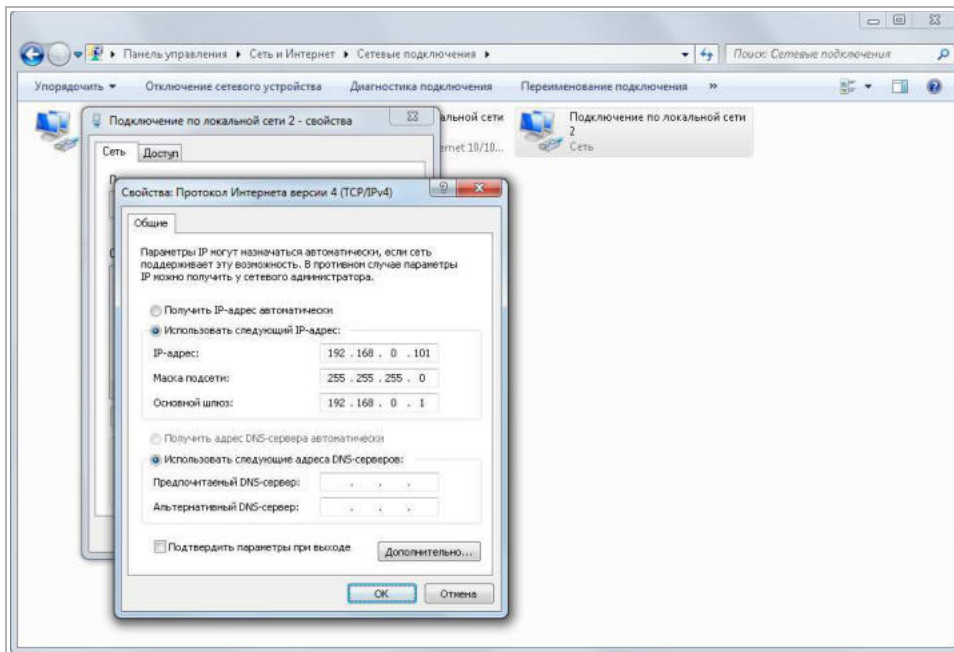 Панель управления ▸ Сеть и Интернет ▸ Сетевые подключения ▸
Поиск: Сетевые подключения
Упорядочить
Отключение сетевого устройства
Диагностика подключения
Переименование подключения
»
Подключение по локальной сети 2 - свойства
альной сети
ernet 10/10...
Подключение по локальной сети
2
Сеть
Сеть
Доступ
Свойства: Протокол Интернета версии 4 (TCP/IPv4)
Общие
Параметры IP могут назначаться автоматически, если сеть
поддерживает эту возможность. В противном случае параметры
IP можно получить у сетевого администратора.
Получить IP-адрес автоматически
Использовать следующий IP-адрес:
IP-адрес: 192 . 168 . 0 . 101
Маска подсети: 255 . 255 . 255 . 0
Основной шлюз: 192 . 168 . 0 . 1
Получить адрес DNS-сервера автоматически
Использовать следующие адреса DNS-серверов:
Предпочитаемый DNS-сервер: . . .
Альтернативный DNS-сервер: . . .
Подтвердить параметры при выходе
Дополнительно...
OK
Отмена